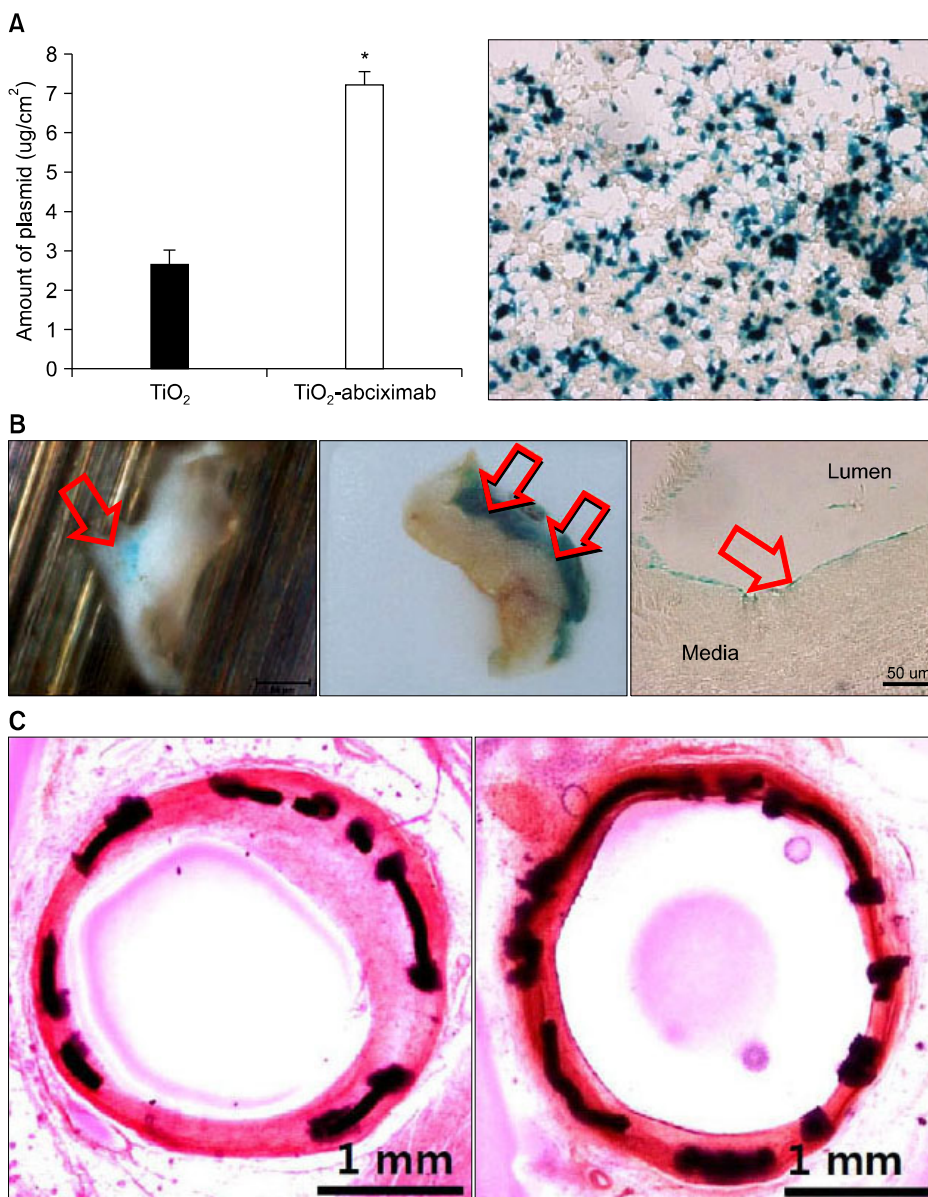 A
Amount of plasmid (ug/cm²)
8
7
6
5
4
3
2
1
0
*
TiO₂
TiO₂-abciximab
B
Lumen
Media
50 um
C
1 mm
1 mm